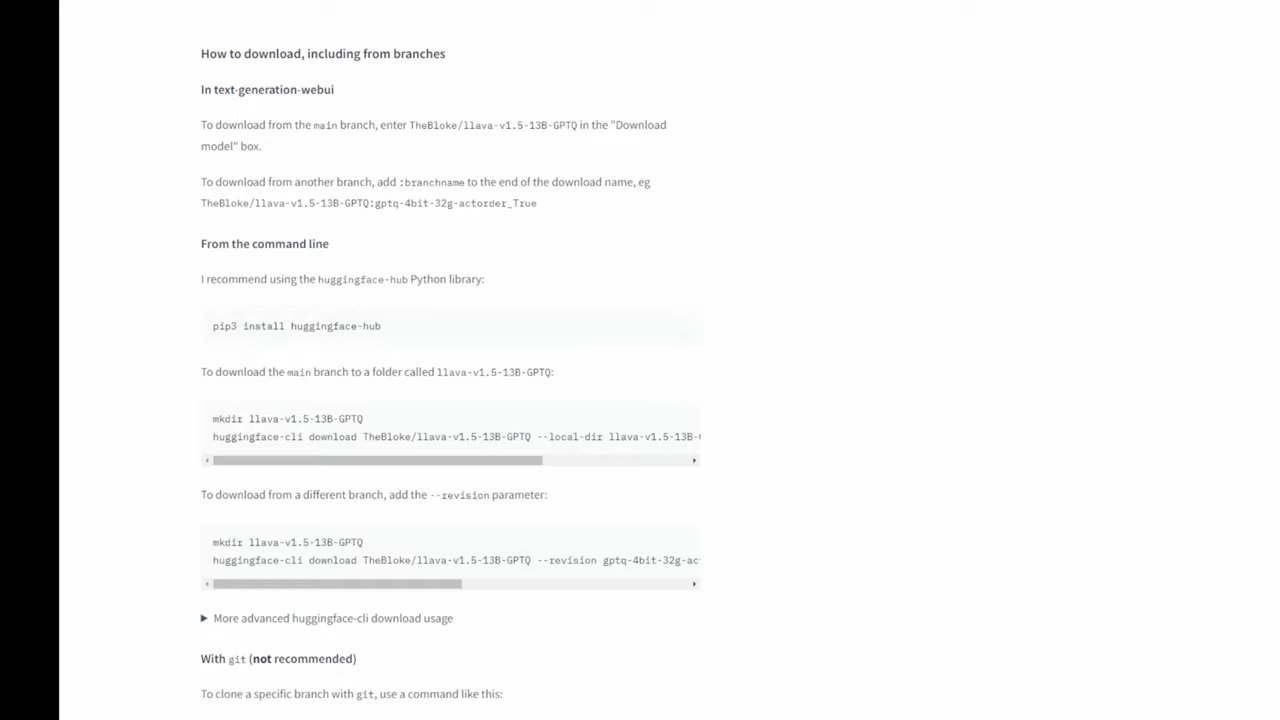 How to download, including from branches
In text-generation-webui
To download from the main branch, enter TheBloke/llava-v1.5-13B-GPTQ in the "Download
model" box.
To download from another branch, add :branchname to the end of the download name, eg
TheBloke/llava-v1.5-13B-GPTQ:gptq-4bit-32g-actorder_True
From the command line
I recommend using the huggingface-hub Python library:
pip3 install huggingface-hub
To download the main branch to a folder called llava-v1.5-13B-GPTQ:
mkdir llava-v1.5-13B-GPTQ
huggingface-cli download TheBloke/llava-v1.5-13B-GPTQ --local-dir llava-v1.5-13B-
To download from a different branch, add the --revision parameter:
mkdir llava-v1.5-13B-GPTQ
huggingface-cli download TheBloke/llava-v1.5-13B-GPTQ --revision gptq-4bit-32g-ac
More advanced huggingface-cli download usage
With git (not recommended)
To clone a specific branch with git, use a command like this: